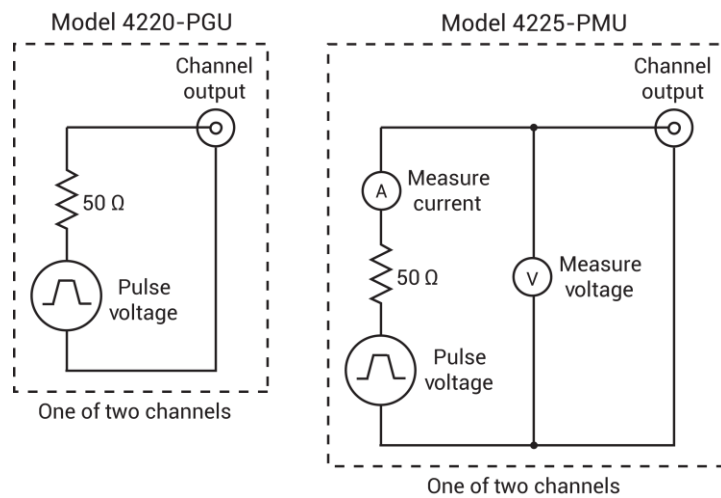 Model 4220-PGU
Channel
output
50 Ω
Pulse
voltage
One of two channels
Model 4225-PMU
Channel
output
A
Measure
current
50 Ω
V
Measure
voltage
Pulse
voltage
One of two channels